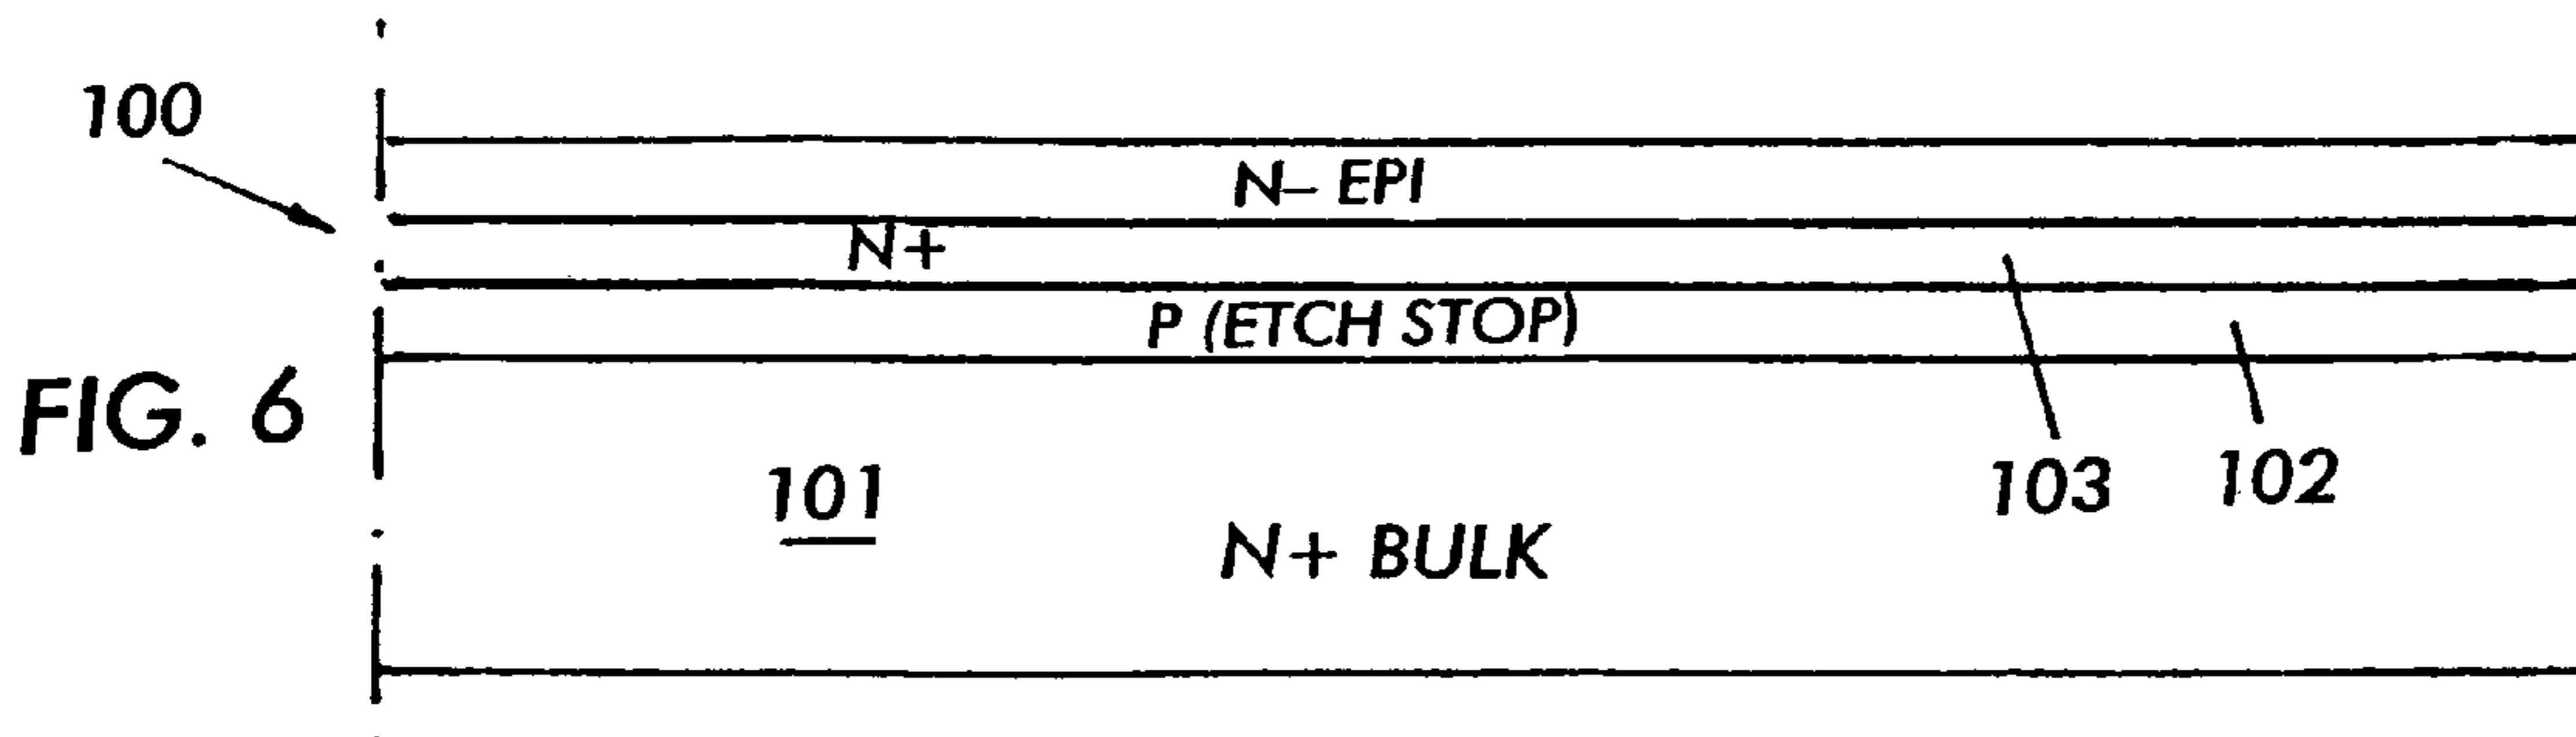 100
N– EPI
N+
P (ETCH STOP)
FIG. 6
101
103
102
N+ BULK